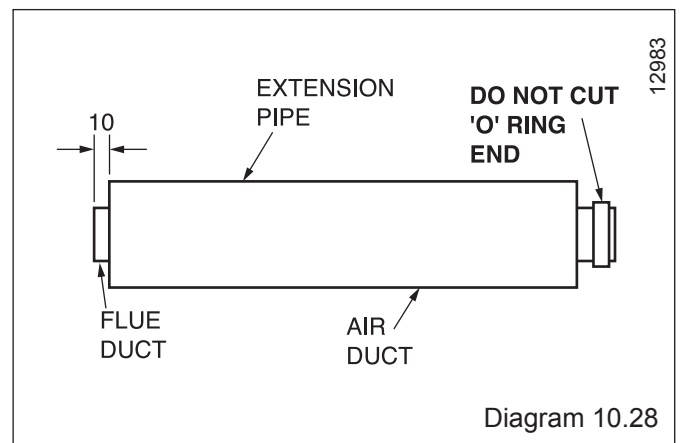 12983
EXTENSION
PIPE
DO NOT CUT
'O' RING
END
10
FLUE
DUCT
AIR
DUCT
Diagram 10.28